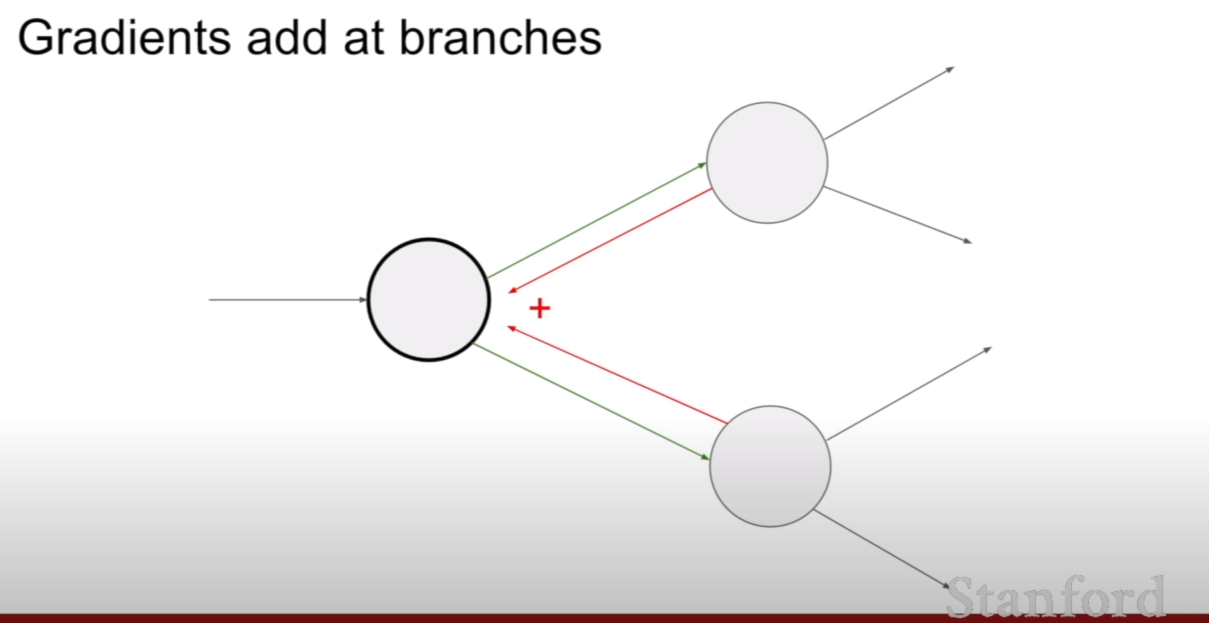 Gradients add at branches
+
Stanford